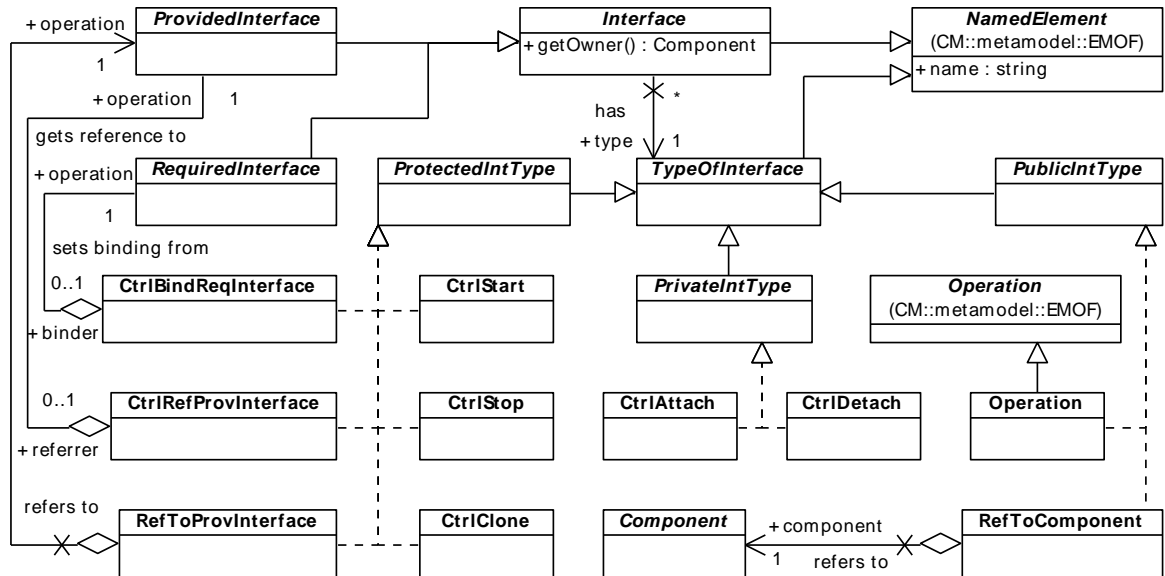 + operation
ProvidedInterface
Interface
NamedElement
(CM::metamodel::EMOF)
+ getOwner() : Component
+ name : string
1
+ operation
1
*
has
gets reference to
+ type
1
+ operation
RequiredInterface
ProtectedIntType
TypeOfInterface
PublicIntType
1
sets binding from
0..1
CtrlBindReqInterface
CtrlStart
PrivateIntType
Operation
(CM::metamodel::EMOF)
+ binder
0..1
CtrlRefProvInterface
CtrlStop
CtrlAttach
CtrlDetach
Operation
+ referrer
refers to
RefToProvInterface
CtrlClone
Component
+ component
RefToComponent
1
refers to